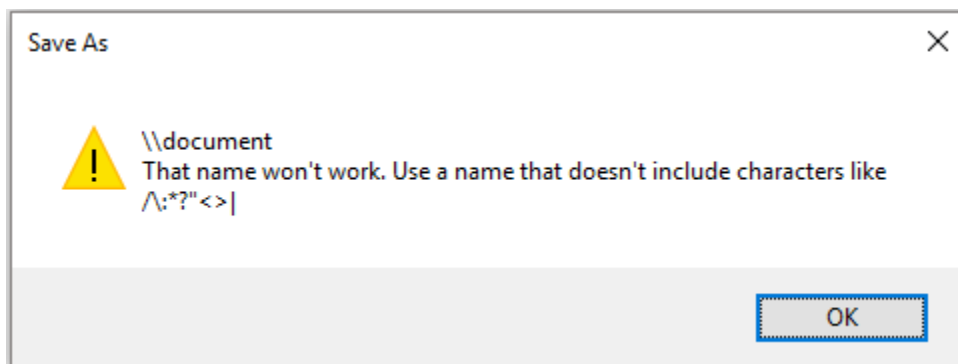 Save As
\\document
That name won't work. Use a name that doesn't include characters like
/\:*?"<>|
OK